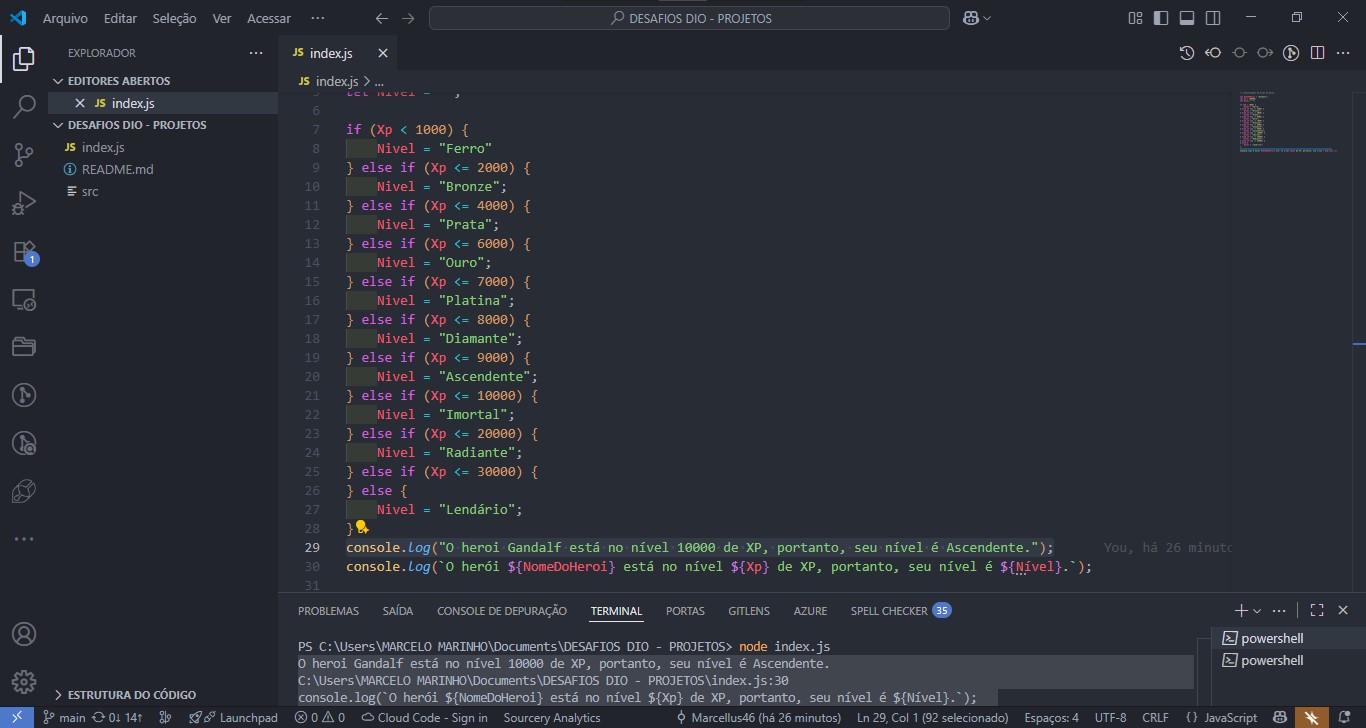 Arquivo Editar Seleção Ver Acessar ··· DESAFIOS DIO - PROJETOS
EXPLORADOR ···
EDITORES ABERTOS
JS index.js
DESAFIOS DIO - PROJETOS
JS index.js
README.md
src
ESTRUTURA DO CÓDIGO
1
JS index.js
JS index.js > ...
5 let Nivel = "";
6
7 if (Xp < 1000) {
8 Nivel = "Ferro"
9 } else if (Xp <= 2000) {
10 Nivel = "Bronze";
11 } else if (Xp <= 4000) {
12 Nivel = "Prata";
13 } else if (Xp <= 6000) {
14 Nivel = "Ouro";
15 } else if (Xp <= 7000) {
16 Nivel = "Platina";
17 } else if (Xp <= 8000) {
18 Nivel = "Diamante";
19 } else if (Xp <= 9000) {
20 Nivel = "Ascendente";
21 } else if (Xp <= 10000) {
22 Nivel = "Imortal";
23 } else if (Xp <= 20000) {
24 Nivel = "Radiante";
25 } else if (Xp <= 30000) {
26 } else {
27 Nivel = "Lendário";
28 }
29 console.log("O heroi Gandalf está no nível 10000 de XP, portanto, seu nível é Ascendente."); You, há 26 minuto
30 console.log(`O herói ${NomeDoHeroi} está no nível ${Xp} de XP, portanto, seu nível é ${Nível}.`);
31
PROBLEMAS SAÍDA CONSOLE DE DEPURAÇÃO TERMINAL PORTAS GITLENS AZURE SPELL CHECKER 35
PS C:\Users\MARCELO MARINHO\Documents\DESAFIOS DIO - PROJETOS> node index.js
O heroi Gandalf está no nível 10000 de XP, portanto, seu nível é Ascendente.
C:\Users\MARCELO MARINHO\Documents\DESAFIOS DIO - PROJETOS\index.js:30
console.log(`O herói ${NomeDoHeroi} está no nível ${Xp} de XP, portanto, seu nível é ${Nível}.`);
powershell
powershell
main 0↓ 14↑ Launchpad 0 0 Cloud Code - Sign in Sourcery Analytics Marcellus46 (há 26 minutos) Ln 29, Col 1 (92 selecionado) Espaços: 4 UTF-8 CRLF {} JavaScript